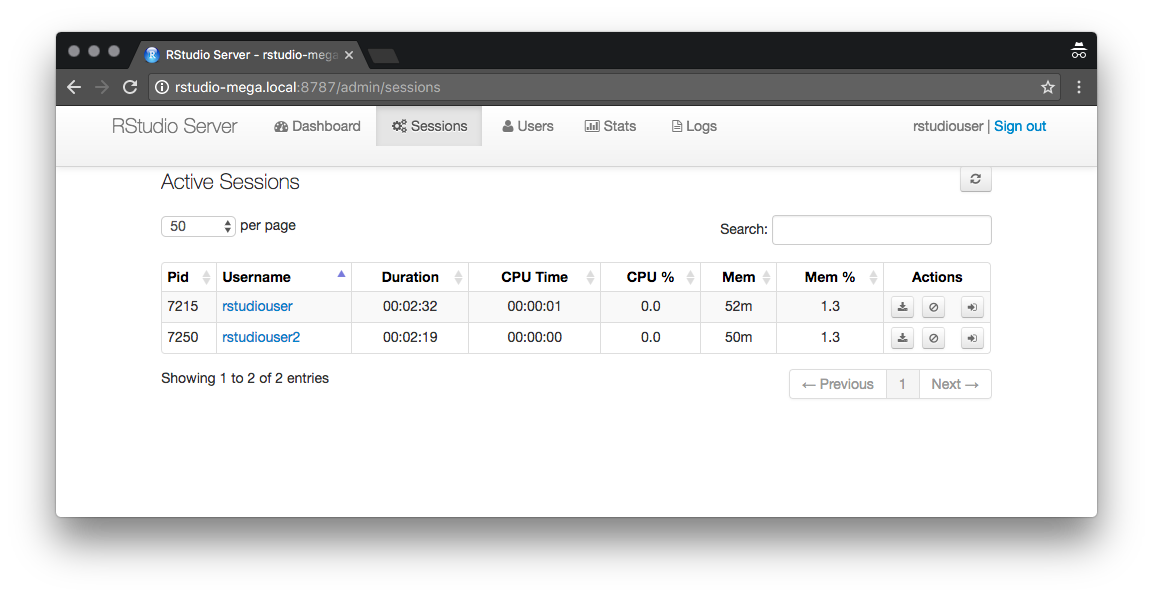 RStudio Server - rstudio-mega
rstudio-mega.local:8787/admin/sessions
RStudio Server Dashboard Sessions Users Stats Logs rstudiouser | Sign out
Active Sessions
50 per page Search:
Pid Username Duration CPU Time CPU % Mem Mem % Actions
7215 rstudiouser 00:02:32 00:00:01 0.0 52m 1.3
7250 rstudiouser2 00:02:19 00:00:00 0.0 50m 1.3
Showing 1 to 2 of 2 entries ← Previous 1 Next →